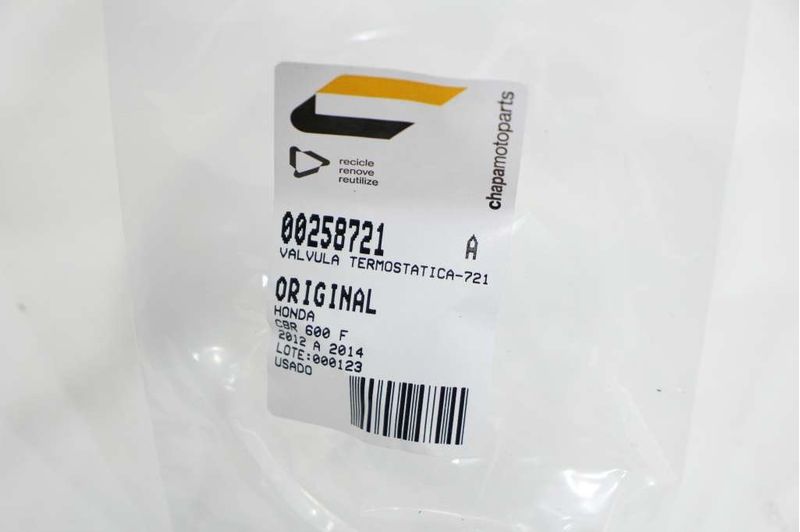 chapamotoparts
recicle
renove
reutilize
00258721 A
VALVULA TERMOSTATICA-721
ORIGINAL
HONDA
CBR 600 F
2012 A 2014
LOTE:000123
USADO